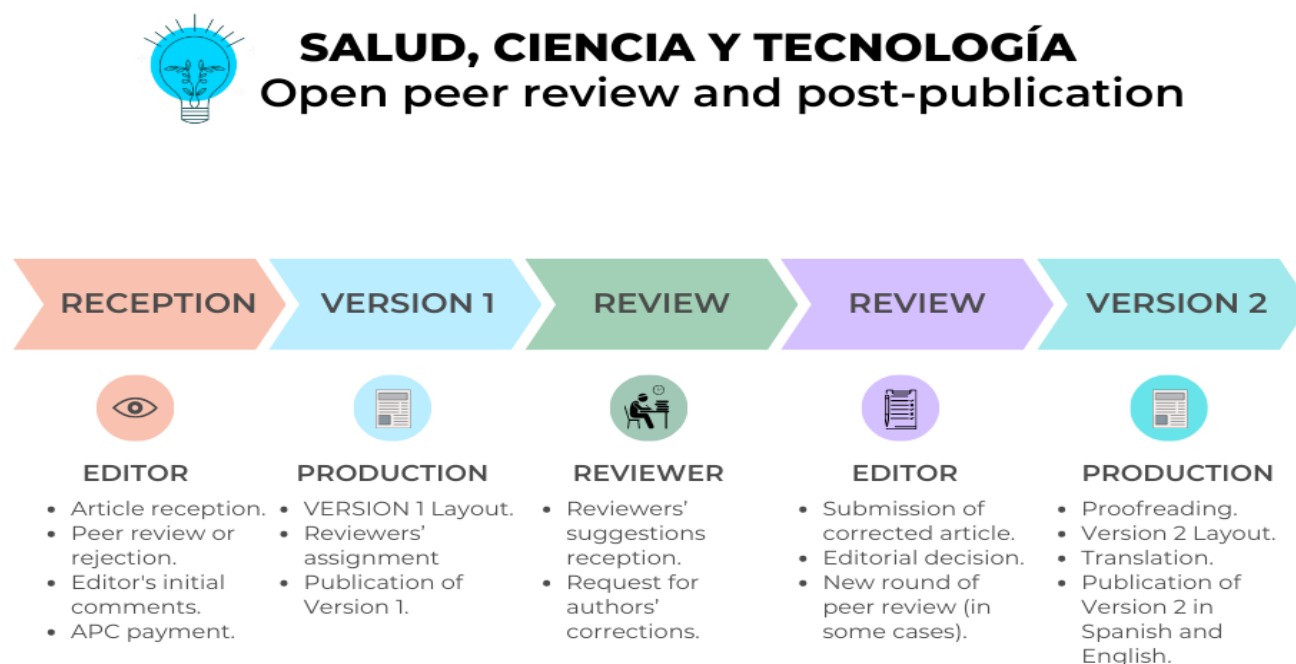 SALUD, CIENCIA Y TECNOLOGÍA
Open peer review and post-publication
RECEPTION
VERSION 1
REVIEW
REVIEW
VERSION 2
EDITOR
• Article reception.
• Peer review or
rejection.
• Editor's initial
comments.
• APC payment.
PRODUCTION
• VERSION 1 Layout.
• Reviewers’
assignment
• Publication of
Version 1.
REVIEWER
• Reviewers’
suggestions
reception.
• Request for
authors’
corrections.
EDITOR
• Submission of
corrected article.
• Editorial decision.
• New round of
peer review (in
some cases).
PRODUCTION
• Proofreading.
• Version 2 Layout.
• Translation.
• Publication of
Version 2 in
Spanish and
English.